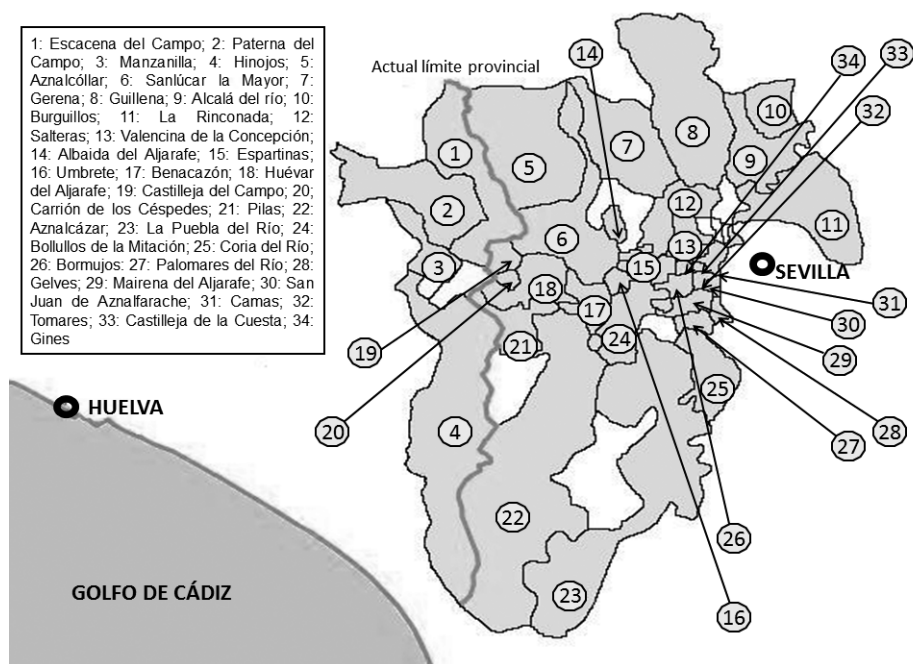 1: Escacena del Campo; 2: Paterna del
Campo; 3: Manzanilla; 4: Hinojos; 5:
Aznalcóllar; 6: Sanlúcar la Mayor; 7:
Gerena; 8: Guillena; 9: Alcalá del río; 10:
Burguillos; 11: La Rinconada; 12:
Salteras; 13: Valencina de la Concepción;
14: Albaida del Aljarafe; 15: Espartinas;
16: Umbrete; 17: Benacazón; 18: Huévar
del Aljarafe; 19: Castilleja del Campo; 20;
Carrión de los Céspedes; 21: Pilas; 22:
Aznalcázar; 23: La Puebla del Río; 24:
Bollullos de la Mitación; 25: Coria del Río;
26: Bormujos: 27: Palomares del Río; 28:
Gelves; 29: Mairena del Aljarafe; 30: San
Juan de Aznalfarache; 31: Camas; 32:
Tomares; 33: Castilleja de la Cuesta; 34:
Gines
Actual límite provincial
14
34
33
32
10
8
7
9
1
5
2
12
11
6
13
3
15
SEVILLA
18
31
17
30
24
21
19
29
25
HUELVA
20
4
27
28
22
26
GOLFO DE CÁDIZ
23
16